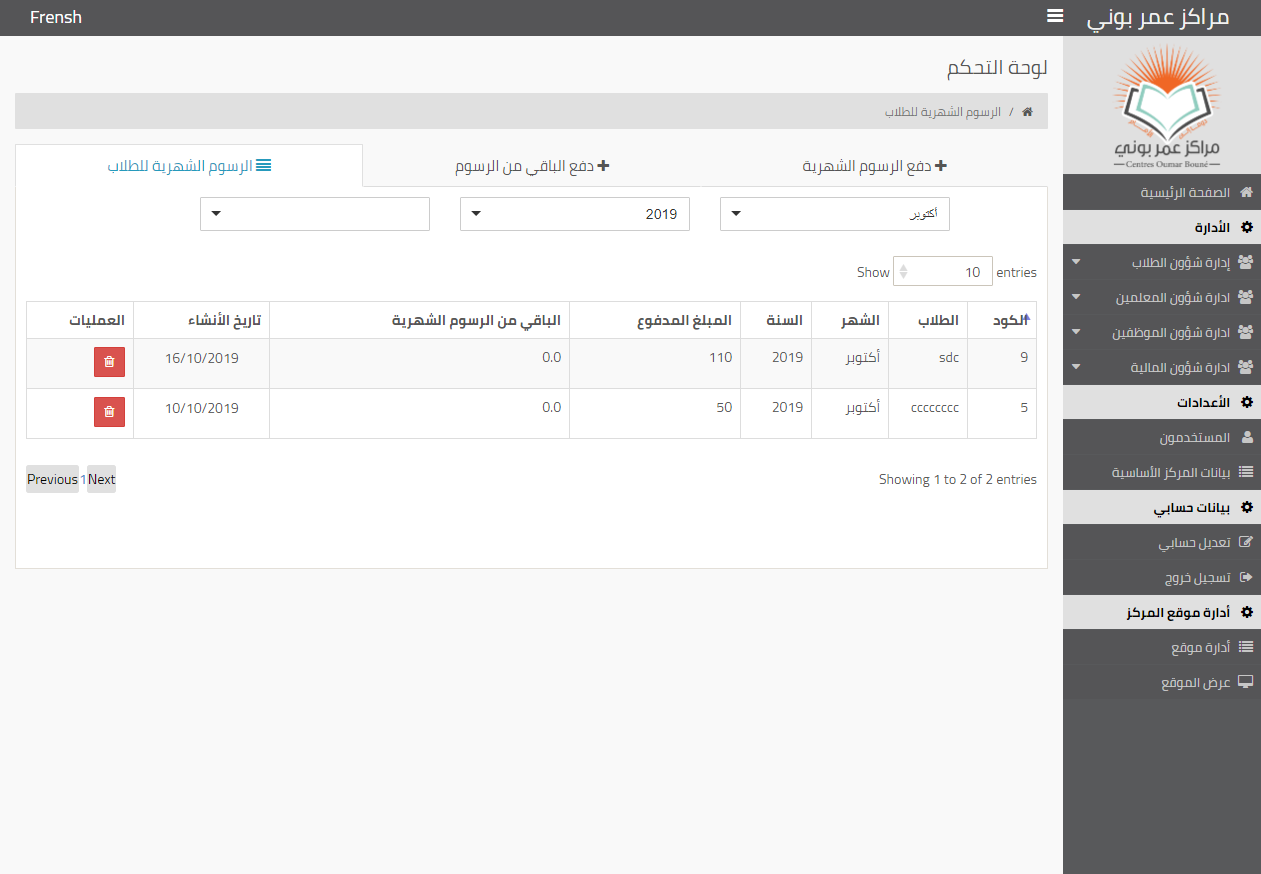 مراكز عمر بوني
Frensh
مراكز عمر بوني
Centres Oumar Bouné
الصفحة الرئيسية
الأدارة
إدارة شؤون الطلاب
ادارة شؤون المعلمين
ادارة شؤون الموظفين
ادارة شؤون المالية
الأعدادات
المستخدمون
بيانات المركز الأساسية
بيانات حسابي
تعديل حسابي
تسجيل خروج
أدارة موقع المركز
أدارة موقع
عرض الموقع
لوحة التحكم
/ الرسوم الشهرية للطلاب
دفع الرسوم الشهرية
دفع الباقي من الرسوم
الرسوم الشهرية للطلاب
أكتوبر
2019
Show 10 entries
الكود الطلاب الشهر السنة المبلغ المدفوع الباقي من الرسوم الشهرية تاريخ الأنشاء العمليات
9 sdc أكتوبر 2019 110 0.0 16/10/2019
5 cccccccc أكتوبر 2019 50 0.0 10/10/2019
Showing 1 to 2 of 2 entries
Previous 1 Next